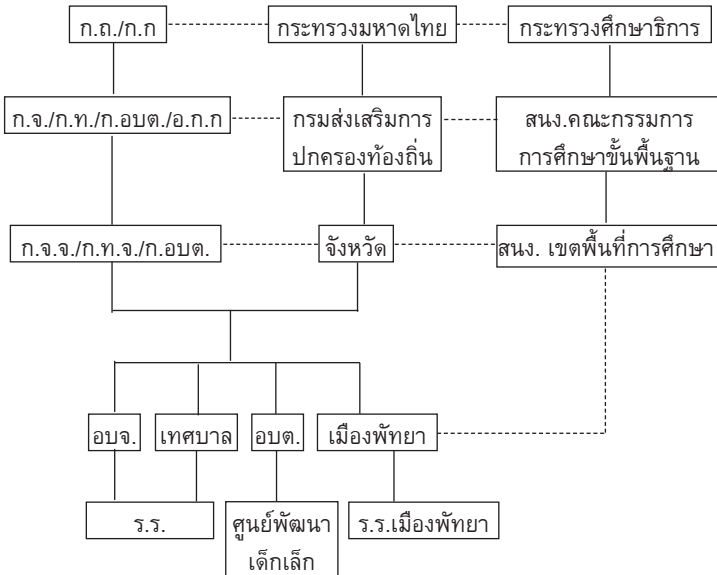 ก.ถ./ก.ก
กระทรวงมหาดไทย
กระทรวงศึกษาธิการ
ก.จ./ก.ท./ก.อบต./อ.ก.ก
กรมส่งเสริมการ
ปกครองท้องถิ่น
สนง.คณะกรรมการ
การศึกษาขั้นพื้นฐาน
ก.จ.จ./ก.ท.จ./ก.อบต.
จังหวัด
สนง. เขตพื้นที่การศึกษา
อบจ.
เทศบาล
อบต.
เมืองพัทยา
ร.ร.
ศูนย์พัฒนา
เด็กเล็ก
ร.ร.เมืองพัทยา